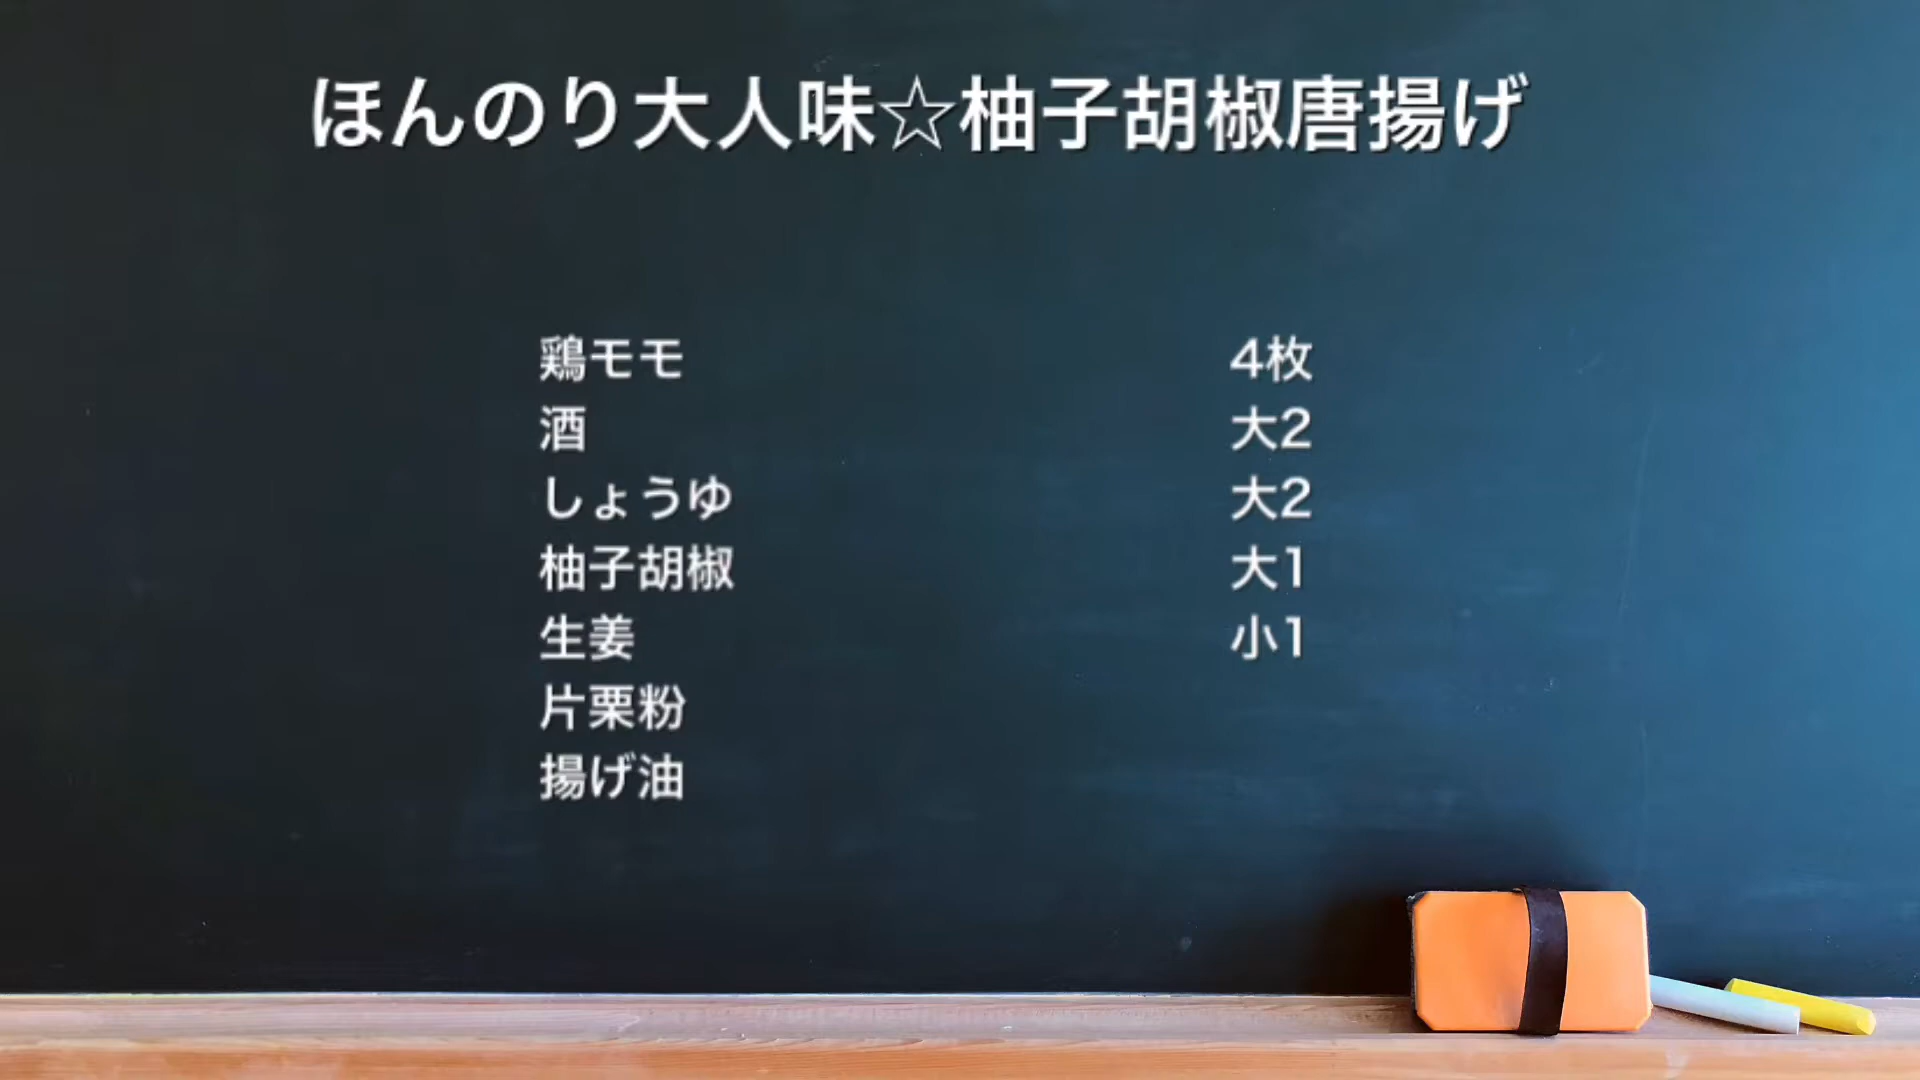 ほんのり大人味☆柚子胡椒唐揚げ
鶏モモ 4枚
酒 大2
しょうゆ 大2
柚子胡椒 大1
生姜 小1
片栗粉
揚げ油